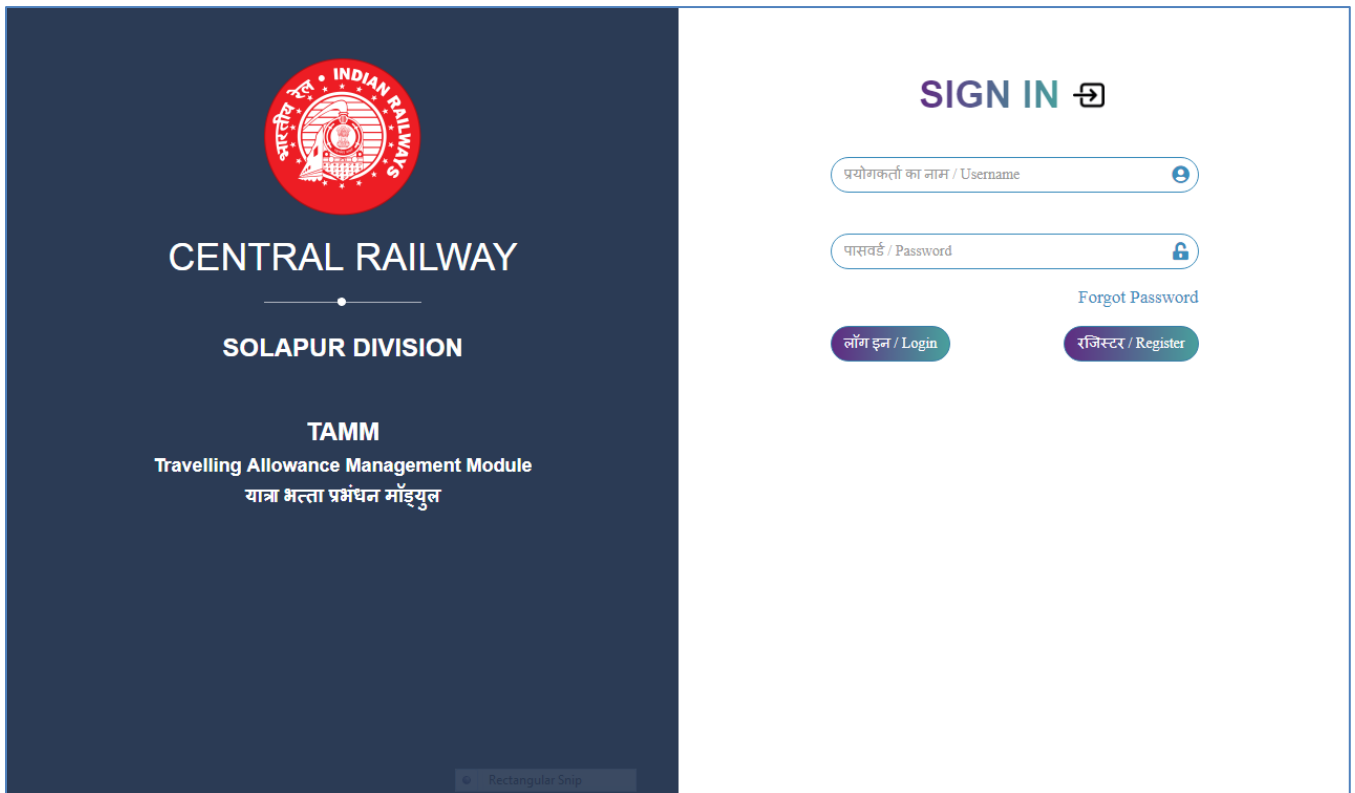 भारतीय रेल • INDIAN RAILWAYS
CENTRAL RAILWAY
SOLAPUR DIVISION
TAMM
Travelling Allowance Management Module
यात्रा भत्ता प्रभंधन मॉड्युल
Rectangular Snip
SIGN IN
प्रयोगकर्ता का नाम / Username
पासवर्ड / Password
Forgot Password
लॉग इन / Login
रजिस्टर / Register